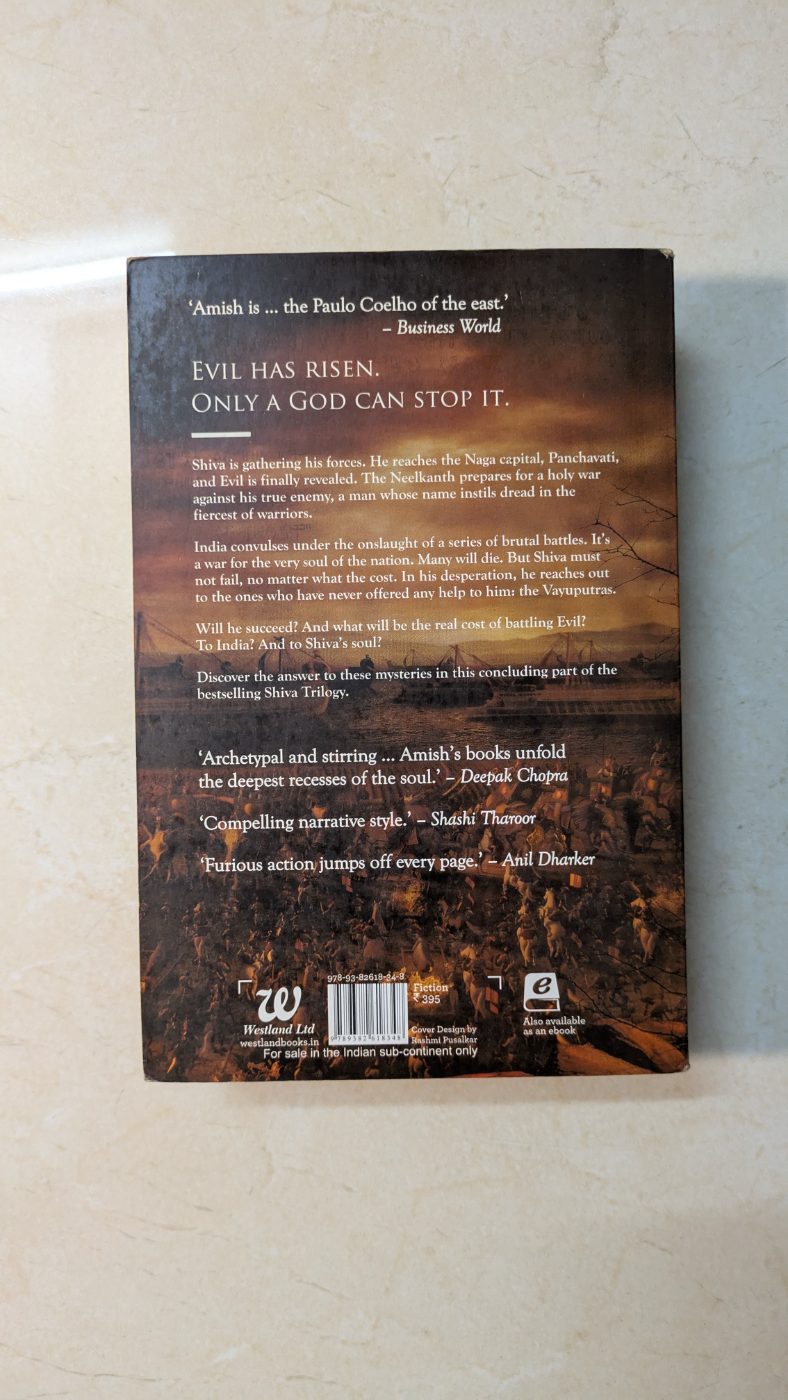 ‘Amish is ... the Paulo Coelho of the east.’
– Business World
EVIL HAS RISEN.
ONLY A GOD CAN STOP IT.
Shiva is gathering his forces. He reaches the Naga capital, Panchavati,
and Evil is finally revealed. The Neelkanth prepares for a holy war
against his true enemy, a man whose name instils dread in the
fiercest of warriors.
India convulses under the onslaught of a series of brutal battles. It’s
a war for the very soul of the nation. Many will die. But Shiva must
not fail, no matter what the cost. In his desperation, he reaches out
to the ones who have never offered any help to him: the Vayuputras.
Will he succeed? And what will be the real cost of battling Evil?
To India? And to Shiva’s soul?
Discover the answer to these mysteries in this concluding part of the
bestselling Shiva Trilogy.
‘Archetypal and stirring ... Amish’s books unfold
the deepest recesses of the soul.’ – Deepak Chopra
‘Compelling narrative style.’ – Shashi Tharoor
‘Furious action jumps off every page.’ – Anil Dharker
w
Westland Ltd
westlandbooks.in
978-93-82618-34-8
9 789382 618348
Fiction
₹ 395
Cover Design by
Rashmi Pusalkar
e
Also available
as an ebook
For sale in the Indian sub-continent only